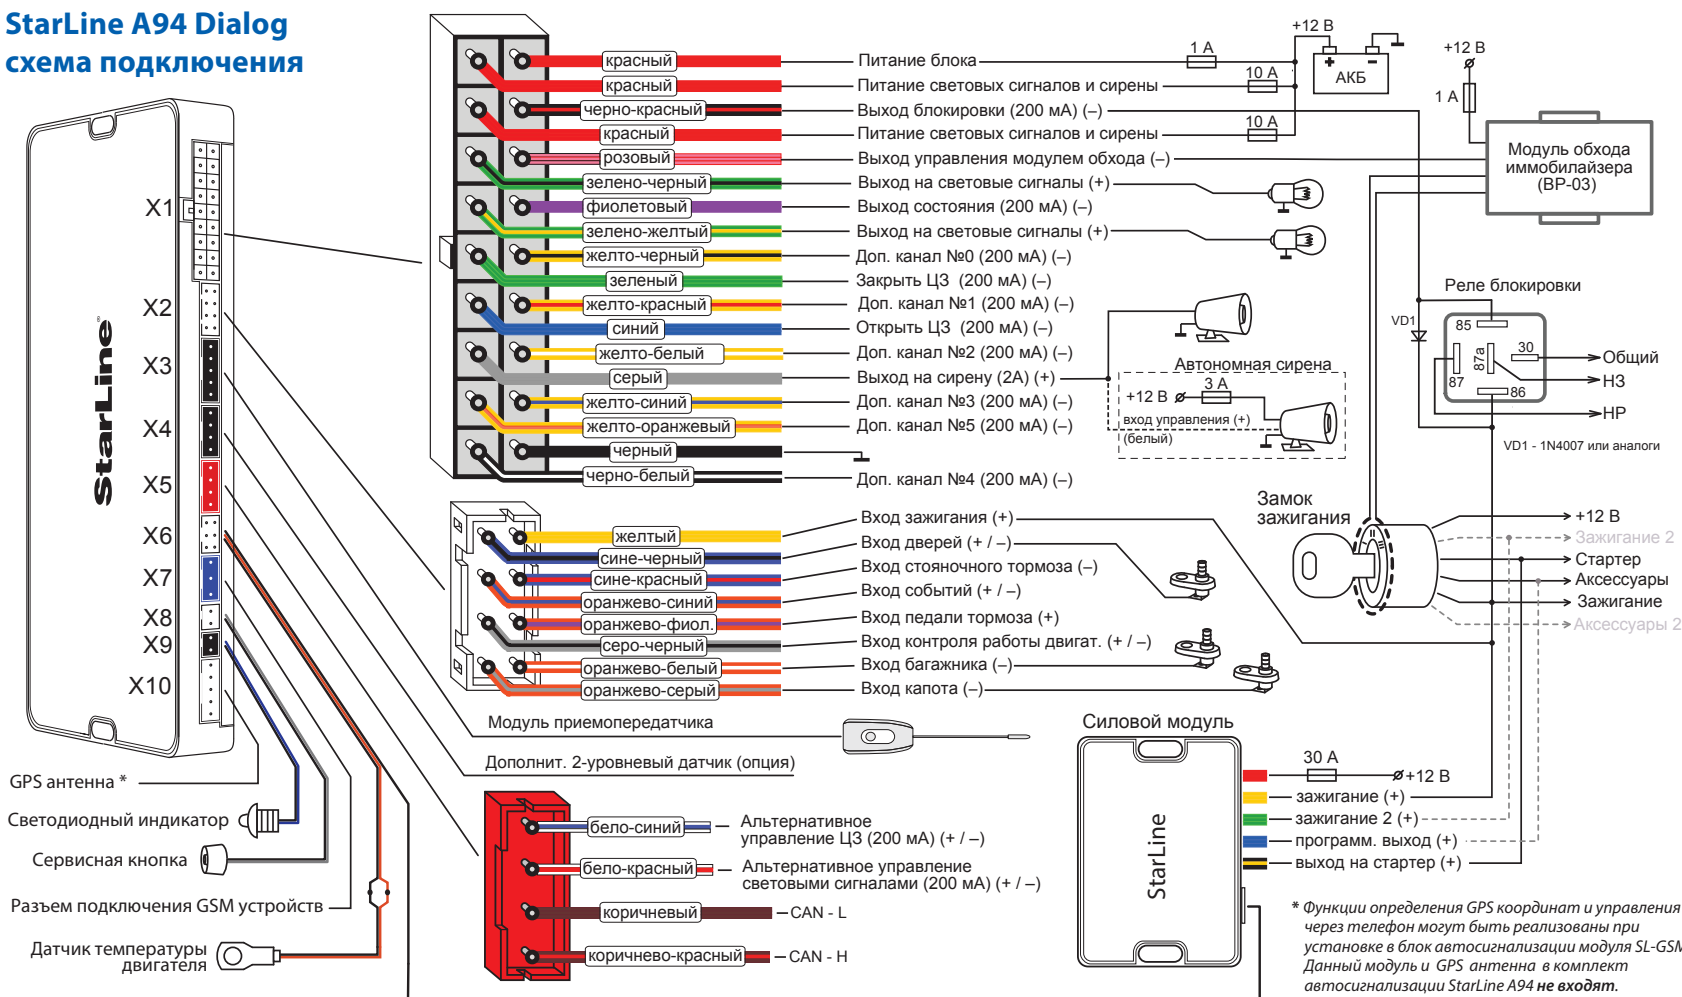 StarLine A94 Dialog
схема подключения
StarLine
X1
X2
X3
X4
X5
X6
X7
X8
X9
X10
GPS антенна *
Светодиодный индикатор
Сервисная кнопка
Разъем подключения GSM устройств
Датчик температуры
двигателя
красный Питание блока 1 А
красный Питание световых сигналов и сирены 10 А
черно-красный Выход блокировки (200 мА) (–)
красный Питание световых сигналов и сирены 10 А
розовый Выход управления модулем обхода (–)
зелено-черный Выход на световые сигналы (+)
фиолетовый Выход состояния (200 мА) (–)
зелено-желтый Выход на световые сигналы (+)
желто-черный Доп. канал №0 (200 мА) (–)
зеленый Закрыть ЦЗ (200 мА) (–)
желто-красный Доп. канал №1 (200 мА) (–)
синий Открыть ЦЗ (200 мА) (–)
желто-белый Доп. канал №2 (200 мА) (–)
серый Выход на сирену (2А) (+)
желто-синий Доп. канал №3 (200 мА) (–)
желто-оранжевый Доп. канал №5 (200 мА) (–)
черный
черно-белый Доп. канал №4 (200 мА) (–)
+12 В
+ –
АКБ
+12 В
1 А
Модуль обхода
иммобилайзера
(BP-03)
Реле блокировки
VD1
85
87a
30
87
86
Общий
НЗ
НР
VD1 - 1N4007 или аналоги
Автономная сирена
+12 В 3 А
вход управления (+)
(белый)
желтый Вход зажигания (+)
сине-черный Вход дверей (+ / –)
сине-красный Вход стояночного тормоза (–)
оранжево-синий Вход событий (+ / –)
оранжево-фиол. Вход педали тормоза (+)
серо-черный Вход контроля работы двигат. (+ / –)
оранжево-белый Вход багажника (–)
оранжево-серый Вход капота (–)
Замок
зажигания
+12 В
Зажигание 2
Стартер
Аксессуары
Зажигание
Аксессуары 2
Модуль приемопередатчика
Дополнит. 2-уровневый датчик (опция)
бело-синий Альтернативное
управление ЦЗ (200 мА) (+ / –)
бело-красный Альтернативное управление
световыми сигналами (200 мА) (+ / –)
коричневый CAN - L
коричнево-красный CAN - H
Силовой модуль
StarLine
30 А +12 В
зажигание (+)
зажигание 2 (+)
программ. выход (+)
выход на стартер (+)
* Функции определения GPS координат и управления
через телефон могут быть реализованы при
установке в блок автосигнализации модуля SL-GSM
Данный модуль и GPS антенна в комплект
автосигнализации StarLine A94 не входят.